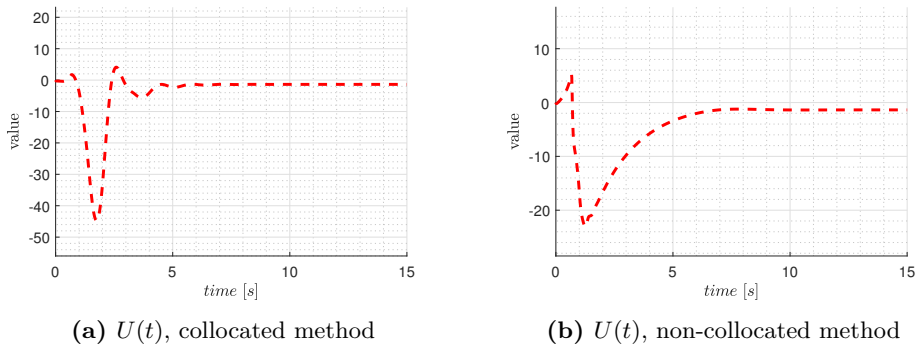 20
10
0
-10
-20
-30
-40
-50
value
0 5 10 15
time [s]
(a) U(t), collocated method
10
0
-10
-20
value
0 5 10 15
time [s]
(b) U(t), non-collocated method